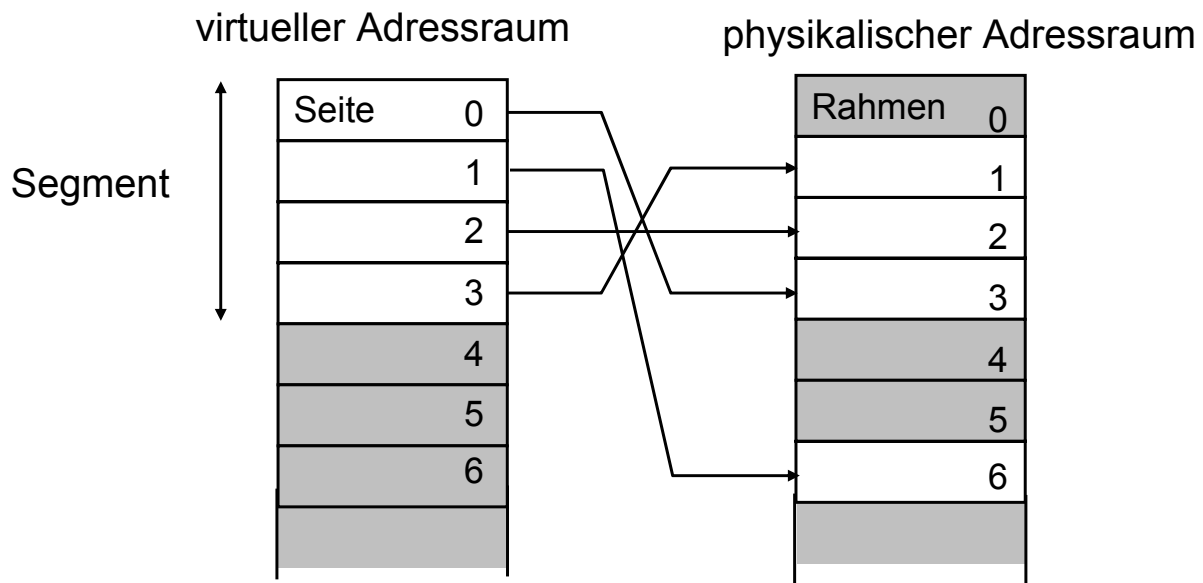 virtueller Adressraum
physikalischer Adressraum
Segment
Seite 0
1
2
3
4
5
6
Rahmen 0
1
2
3
4
5
6